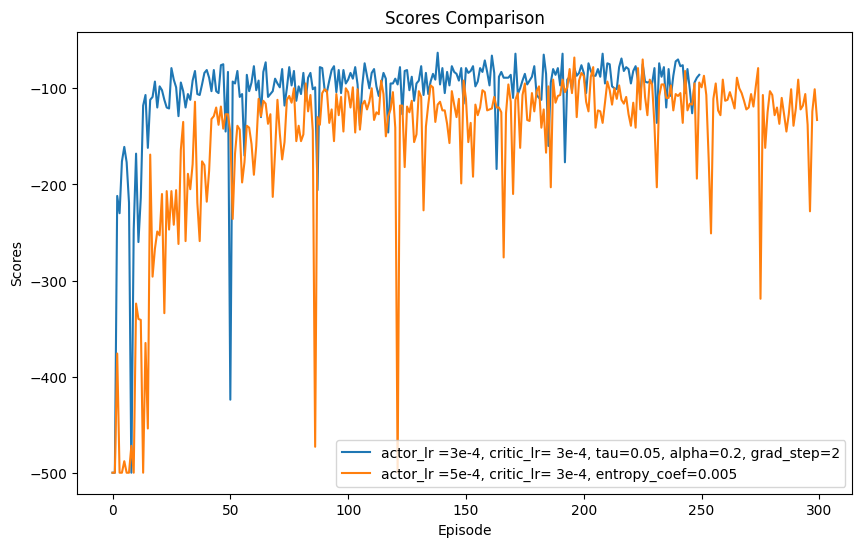 Scores Comparison
Scores
−100
−200
−300
−400
−500
actor_lr =3e-4, critic_lr= 3e-4, tau=0.05, alpha=0.2, grad_step=2
actor_lr =5e-4, critic_lr= 3e-4, entropy_coef=0.005
0 50 100 150 200 250 300
Episode